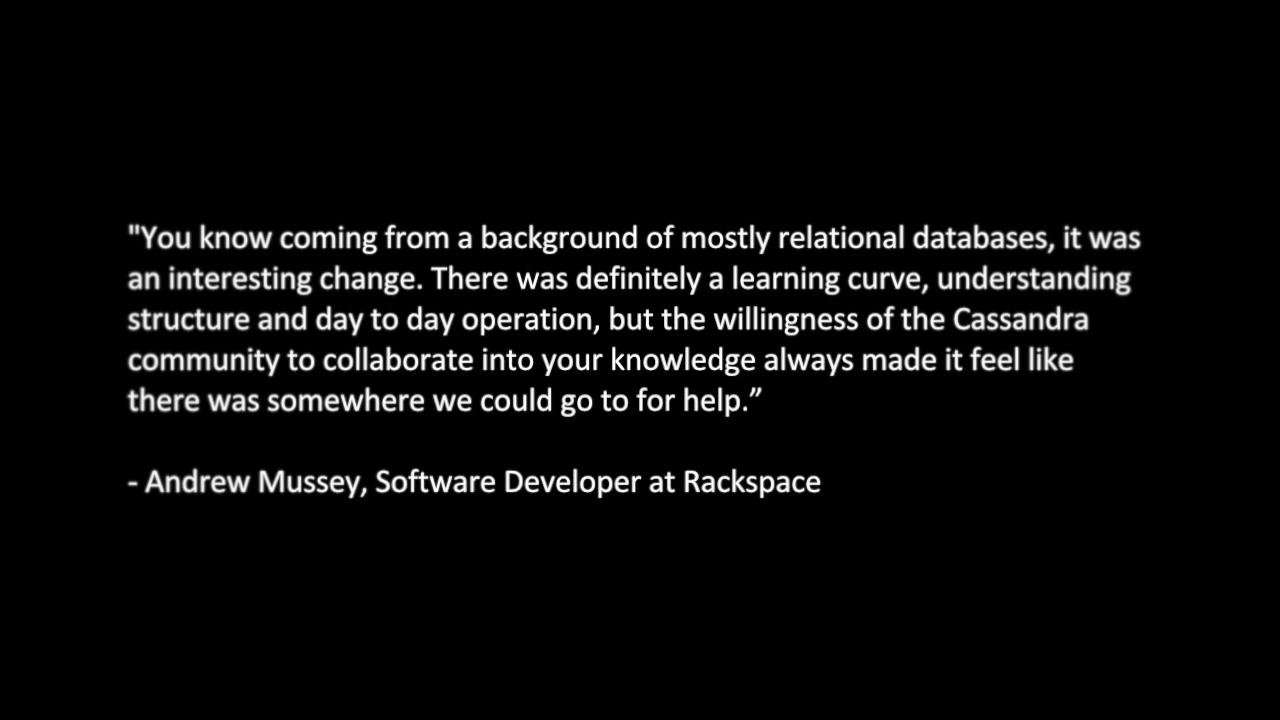 "You know coming from a background of mostly relational databases, it was
an interesting change. There was definitely a learning curve, understanding
structure and day to day operation, but the willingness of the Cassandra
community to collaborate into your knowledge always made it feel like
there was somewhere we could go to for help.”
- Andrew Mussey, Software Developer at Rackspace